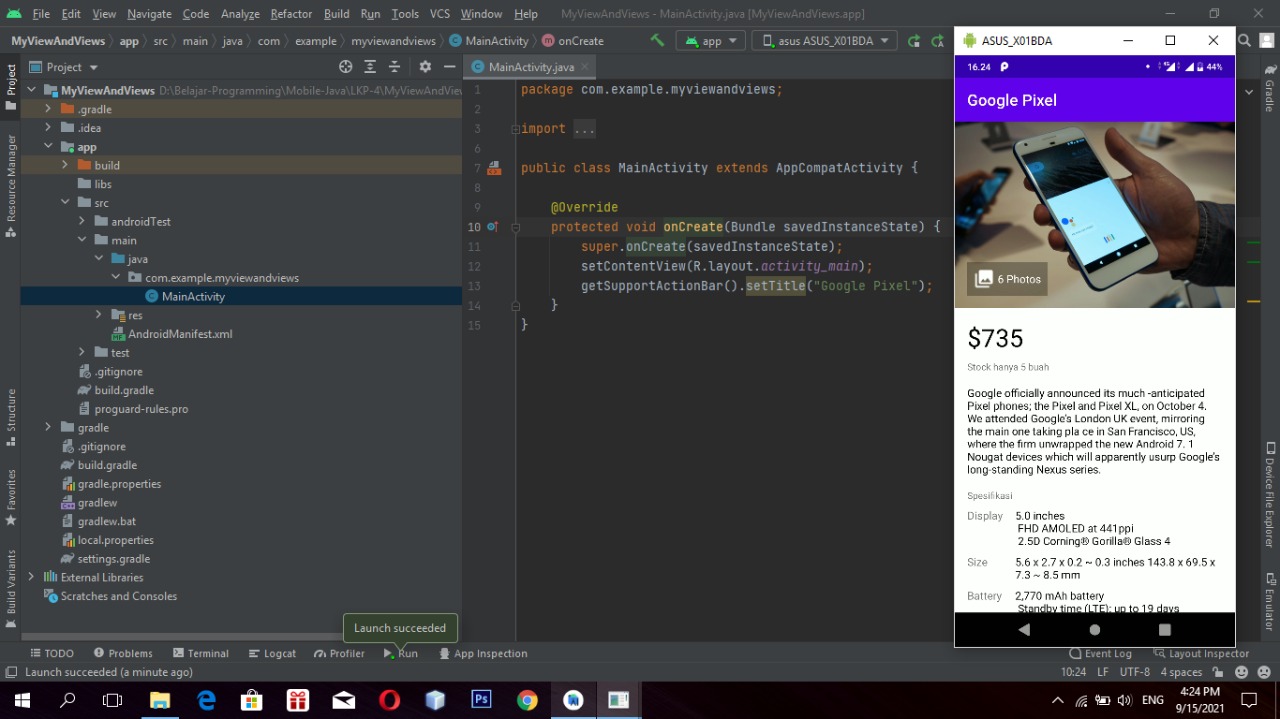 File Edit View Navigate Code Analyze Refactor Build Run Tools VCS Window Help MyViewAndViews - MainActivity.java [MyViewAndViews.app]
MyViewAndViews app src main java com example myviewandviews MainActivity onCreate app asus ASUS_X01BDA
Project
MyViewAndViews D:\Belajar-Programming\Mobile-Java\LKP-4\MyViewAndView
.gradle
.idea
app
build
libs
src
androidTest
main
java
com.example.myviewandviews
MainActivity
res
AndroidManifest.xml
test
.gitignore
build.gradle
proguard-rules.pro
gradle
.gitignore
build.gradle
gradle.properties
gradlew
gradlew.bat
local.properties
settings.gradle
External Libraries
Scratches and Consoles
Project
Resource Manager
Structure
Favorites
Build Variants
MainActivity.java
1 package com.example.myviewandviews;
2
3 import ...
6
7 public class MainActivity extends AppCompatActivity {
8
9 @Override
10 protected void onCreate(Bundle savedInstanceState) {
11 super.onCreate(savedInstanceState);
12 setContentView(R.layout.activity_main);
13 getSupportActionBar().setTitle("Google Pixel");
14 }
15 }
ASUS_X01BDA
16.24 4G 44%
Google Pixel
6 Photos
$735
Stock hanya 5 buah
Google officially announced its much -anticipated
Pixel phones; the Pixel and Pixel XL, on October 4.
We attended Google's London UK event, mirroring
the main one taking pla ce in San Francisco, US,
where the firm unwrapped the new Android 7. 1
Nougat devices which will apparently usurp Google's
long-standing Nexus series.
Spesifikasi
Display 5.0 inches
FHD AMOLED at 441ppi
2.5D Corning® Gorilla® Glass 4
Size 5.6 x 2.7 x 0.2 ~ 0.3 inches 143.8 x 69.5 x
7.3 ~ 8.5 mm
Battery 2,770 mAh battery
Standby time (LTE): up to 19 days
Gradle
Device File Explorer
Emulator
Launch succeeded
TODO Problems Terminal Logcat Profiler Run App Inspection Event Log Layout Inspector
Launch succeeded (a minute ago) 10:24 LF UTF-8 4 spaces
Ps ENG 4:24 PM
9/15/2021